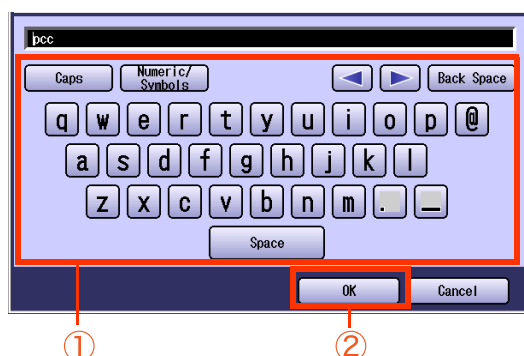 pcc
Caps Numeric/ Back Space
Symbols
q w e r t y u i o p @
a s d f g h j k l
z x c v b n m . _
Space
OK Cancel
① ②